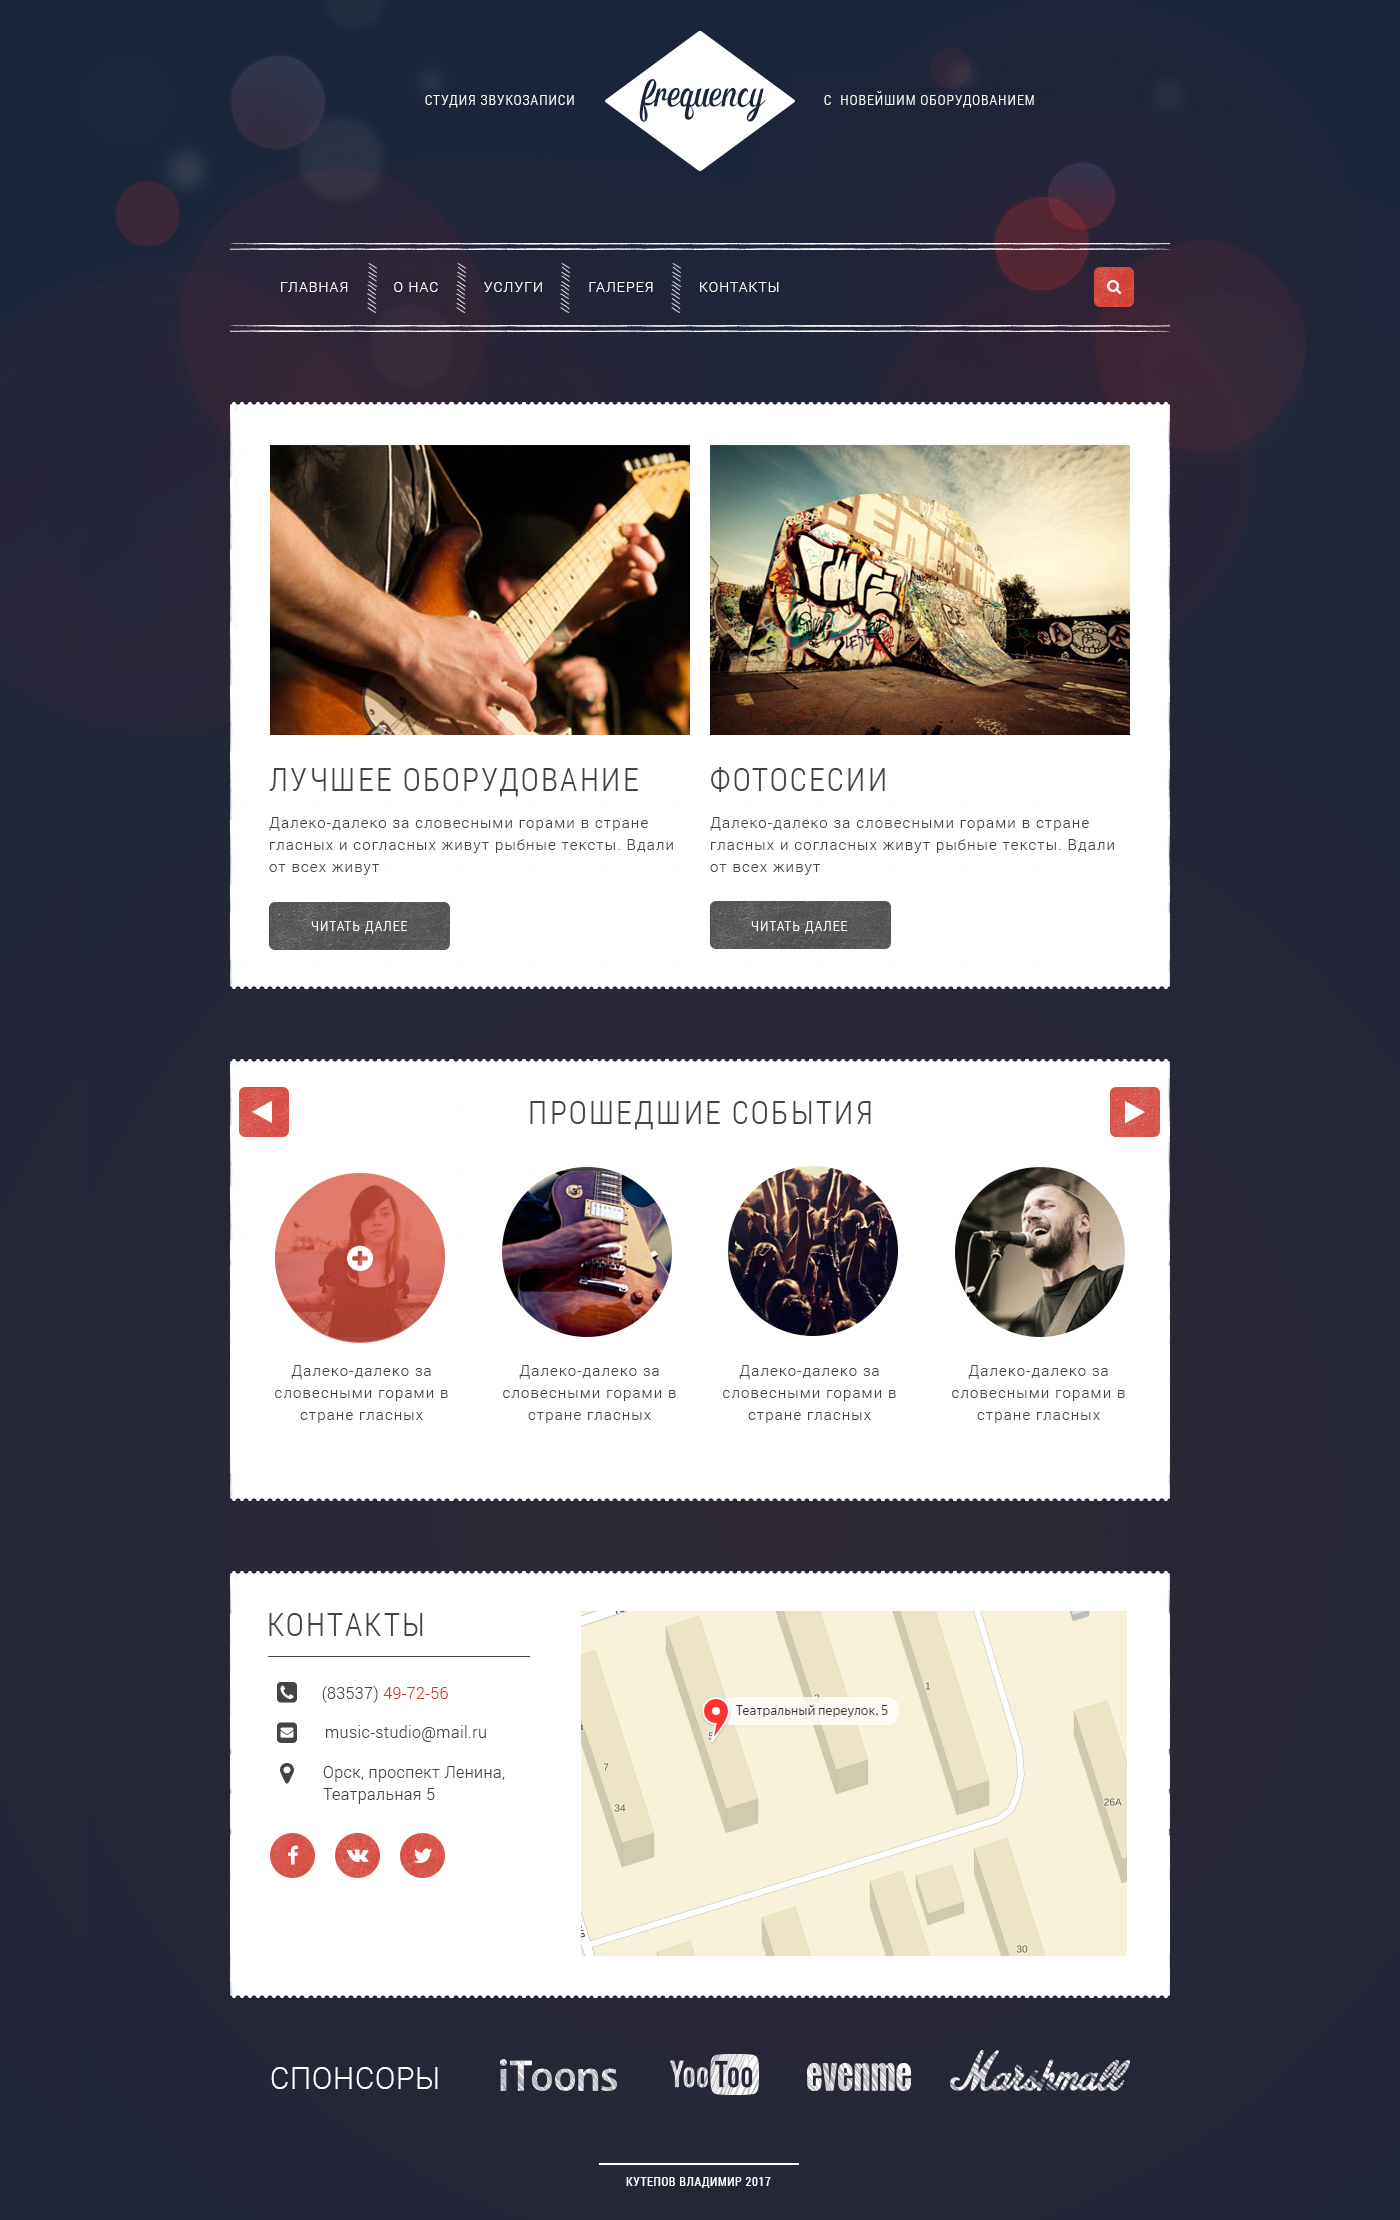 СТУДИЯ ЗВУКОЗАПИСИ
frequency
С НОВЕЙШИМ ОБОРУДОВАНИЕМ
ГЛАВНАЯ
О НАС
УСЛУГИ
ГАЛЕРЕЯ
КОНТАКТЫ
ЛУЧШЕЕ ОБОРУДОВАНИЕ
Далеко-далеко за словесными горами в стране
гласных и согласных живут рыбные тексты. Вдали
от всех живут
ЧИТАТЬ ДАЛЕЕ
ФОТОСЕСИИ
Далеко-далеко за словесными горами в стране
гласных и согласных живут рыбные тексты. Вдали
от всех живут
ЧИТАТЬ ДАЛЕЕ
ПРОШЕДШИЕ СОБЫТИЯ
Далеко-далеко за
словесными горами в
стране гласных
Далеко-далеко за
словесными горами в
стране гласных
Далеко-далеко за
словесными горами в
стране гласных
Далеко-далеко за
словесными горами в
стране гласных
КОНТАКТЫ
(83537) 49-72-56
music-studio@mail.ru
Орск, проспект Ленина,
Театральная 5
1
Театральный переулок, 5
7
34
26А
30
СПОНСОРЫ
iToons
YooToo
evenme
Marshmall
КУТЕПОВ ВЛАДИМИР 2017